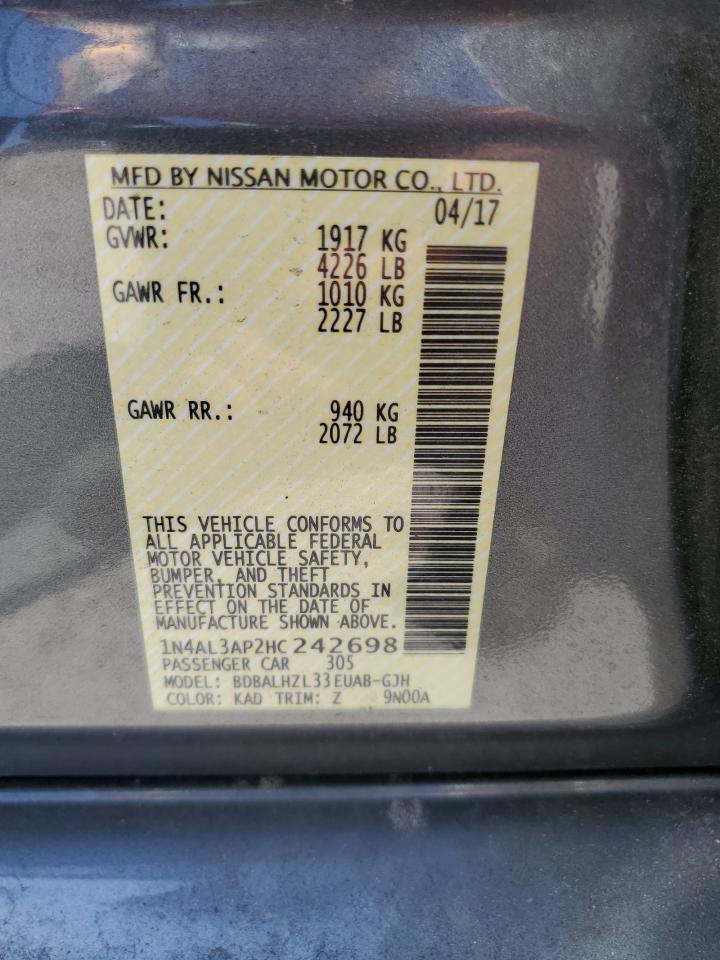 MFD BY NISSAN MOTOR CO., LTD.
DATE: 04/17
GVWR: 1917 KG
4226 LB
GAWR FR.: 1010 KG
2227 LB
GAWR RR.: 940 KG
2072 LB
THIS VEHICLE CONFORMS TO
ALL APPLICABLE FEDERAL
MOTOR VEHICLE SAFETY,
BUMPER, AND THEFT
PREVENTION STANDARDS IN
EFFECT ON THE DATE OF
MANUFACTURE SHOWN ABOVE.
1N4AL3AP2HC242698
PASSENGER CAR 305
MODEL: BDBALHZL33EUAB-GJH
COLOR: KAD TRIM: Z 9N00A